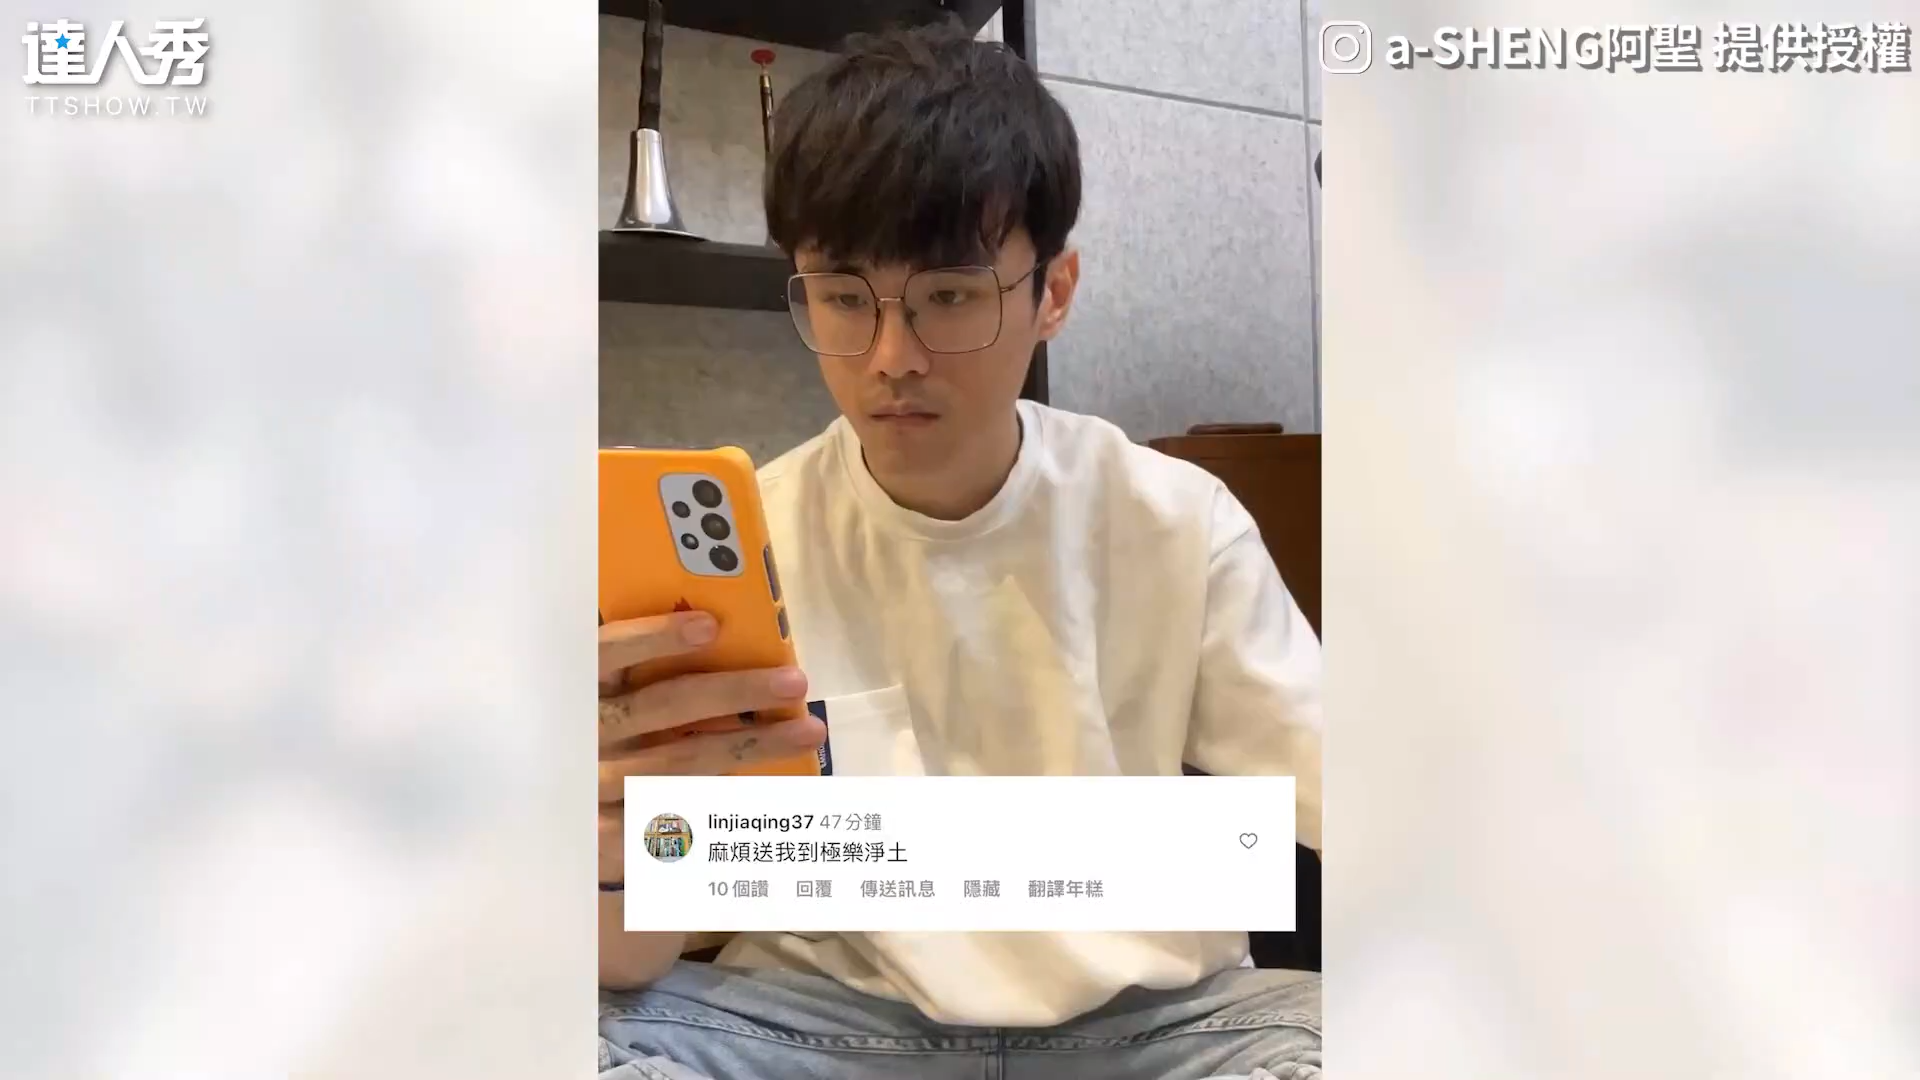 達人秀
TTSHOW.TW
a-SHENG阿聖 提供授權
linjiaqing37 47分鐘
麻煩送我到極樂淨土
10個讚 回覆 傳送訊息 隱藏 翻譯年糕